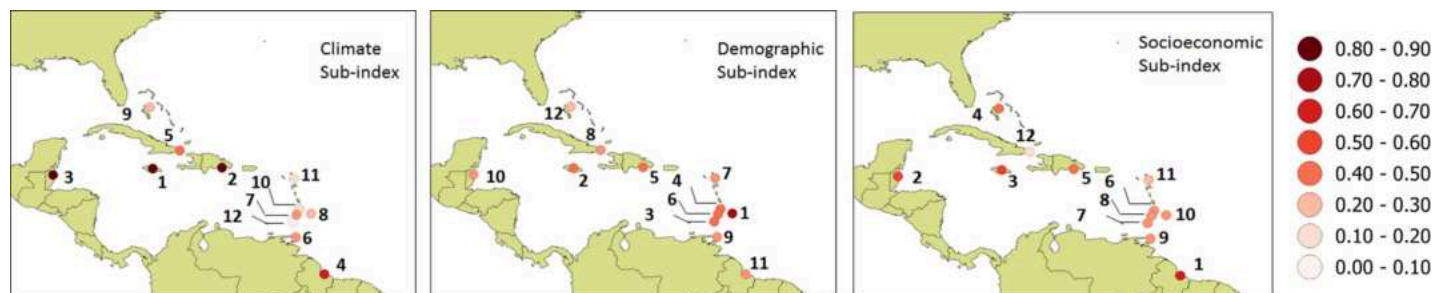 Climate
Sub-index
9
5
3
1
2
11
10
7
12
8
6
4
Demographic
Sub-index
12
8
10
2
5
7
4
6
3
1
9
11
Socioeconomic
Sub-index
4
12
2
3
5
11
6
8
7
10
9
1
0.80 - 0.90
0.70 - 0.80
0.60 - 0.70
0.50 - 0.60
0.40 - 0.50
0.20 - 0.30
0.10 - 0.20
0.00 - 0.10